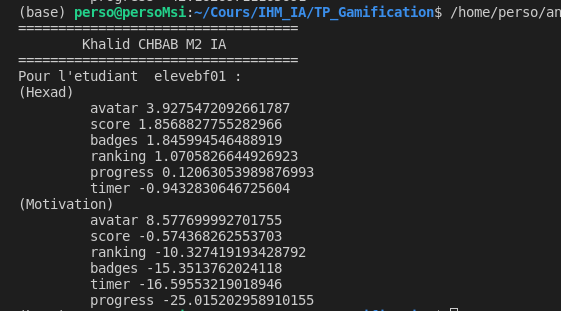 (base) perso@persoMsi:~/Cours/IHM_IA/TP_Gamification$ /home/perso/an
==================================
Khalid CHBAB M2 IA
==================================
Pour l'etudiant elevebf01 :
(Hexad)
avatar 3.9275472092661787
score 1.8568827755282966
badges 1.845994546488919
ranking 1.0705826644926923
progress 0.12063053989876993
timer -0.9432830646725604
(Motivation)
avatar 8.577699992701755
score -0.574368262553703
ranking -10.327419193428792
badges -15.3513762024118
timer -16.59553219018946
progress -25.015202958910155